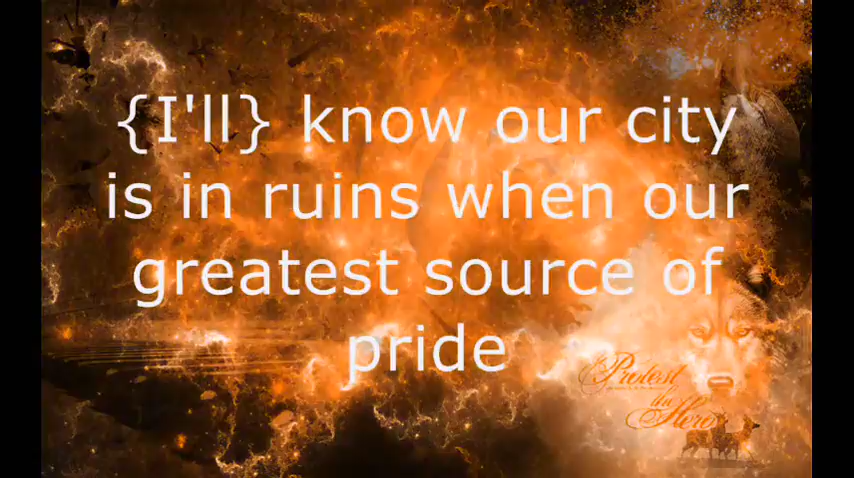 {I'll} know our city
is in ruins when our
greatest source of
pride
Protest
the
Hero